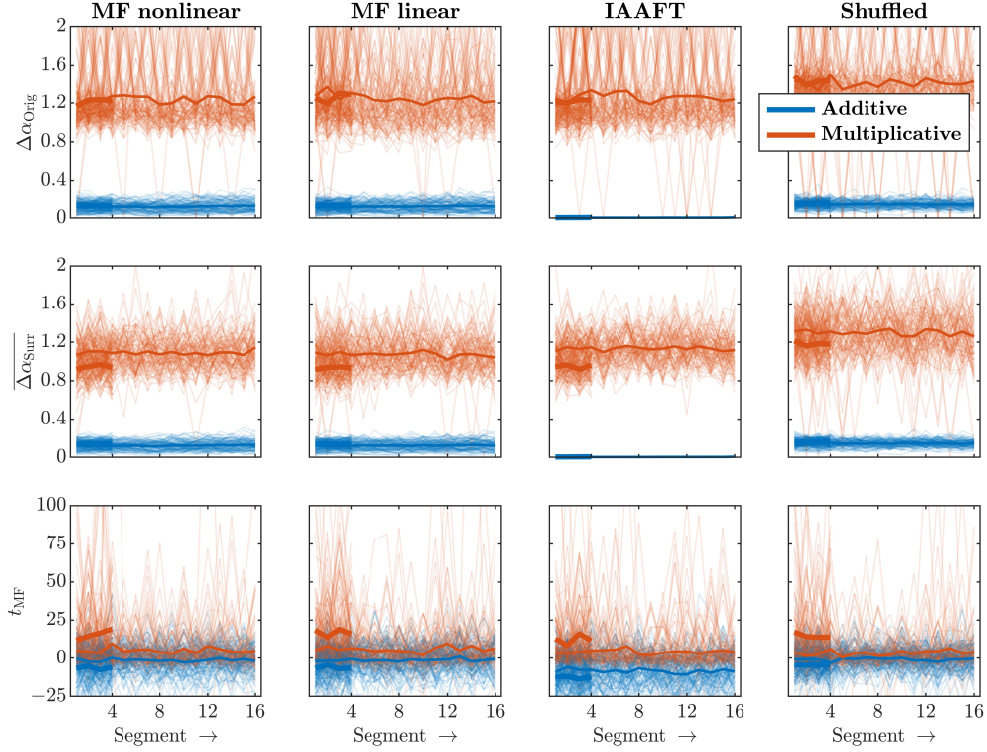 MF nonlinear MF linear IAAFT Shuffled
2
1.6
1.2
0.8
0.4
0
Δα_Orig
Additive
Multiplicative
2
1.6
1.2
0.8
0.4
0
Δα_Surr
100
75
50
25
0
−25
t_MF
4 8 12 16 4 8 12 16 4 8 12 16 4 8 12 16
Segment → Segment → Segment → Segment →